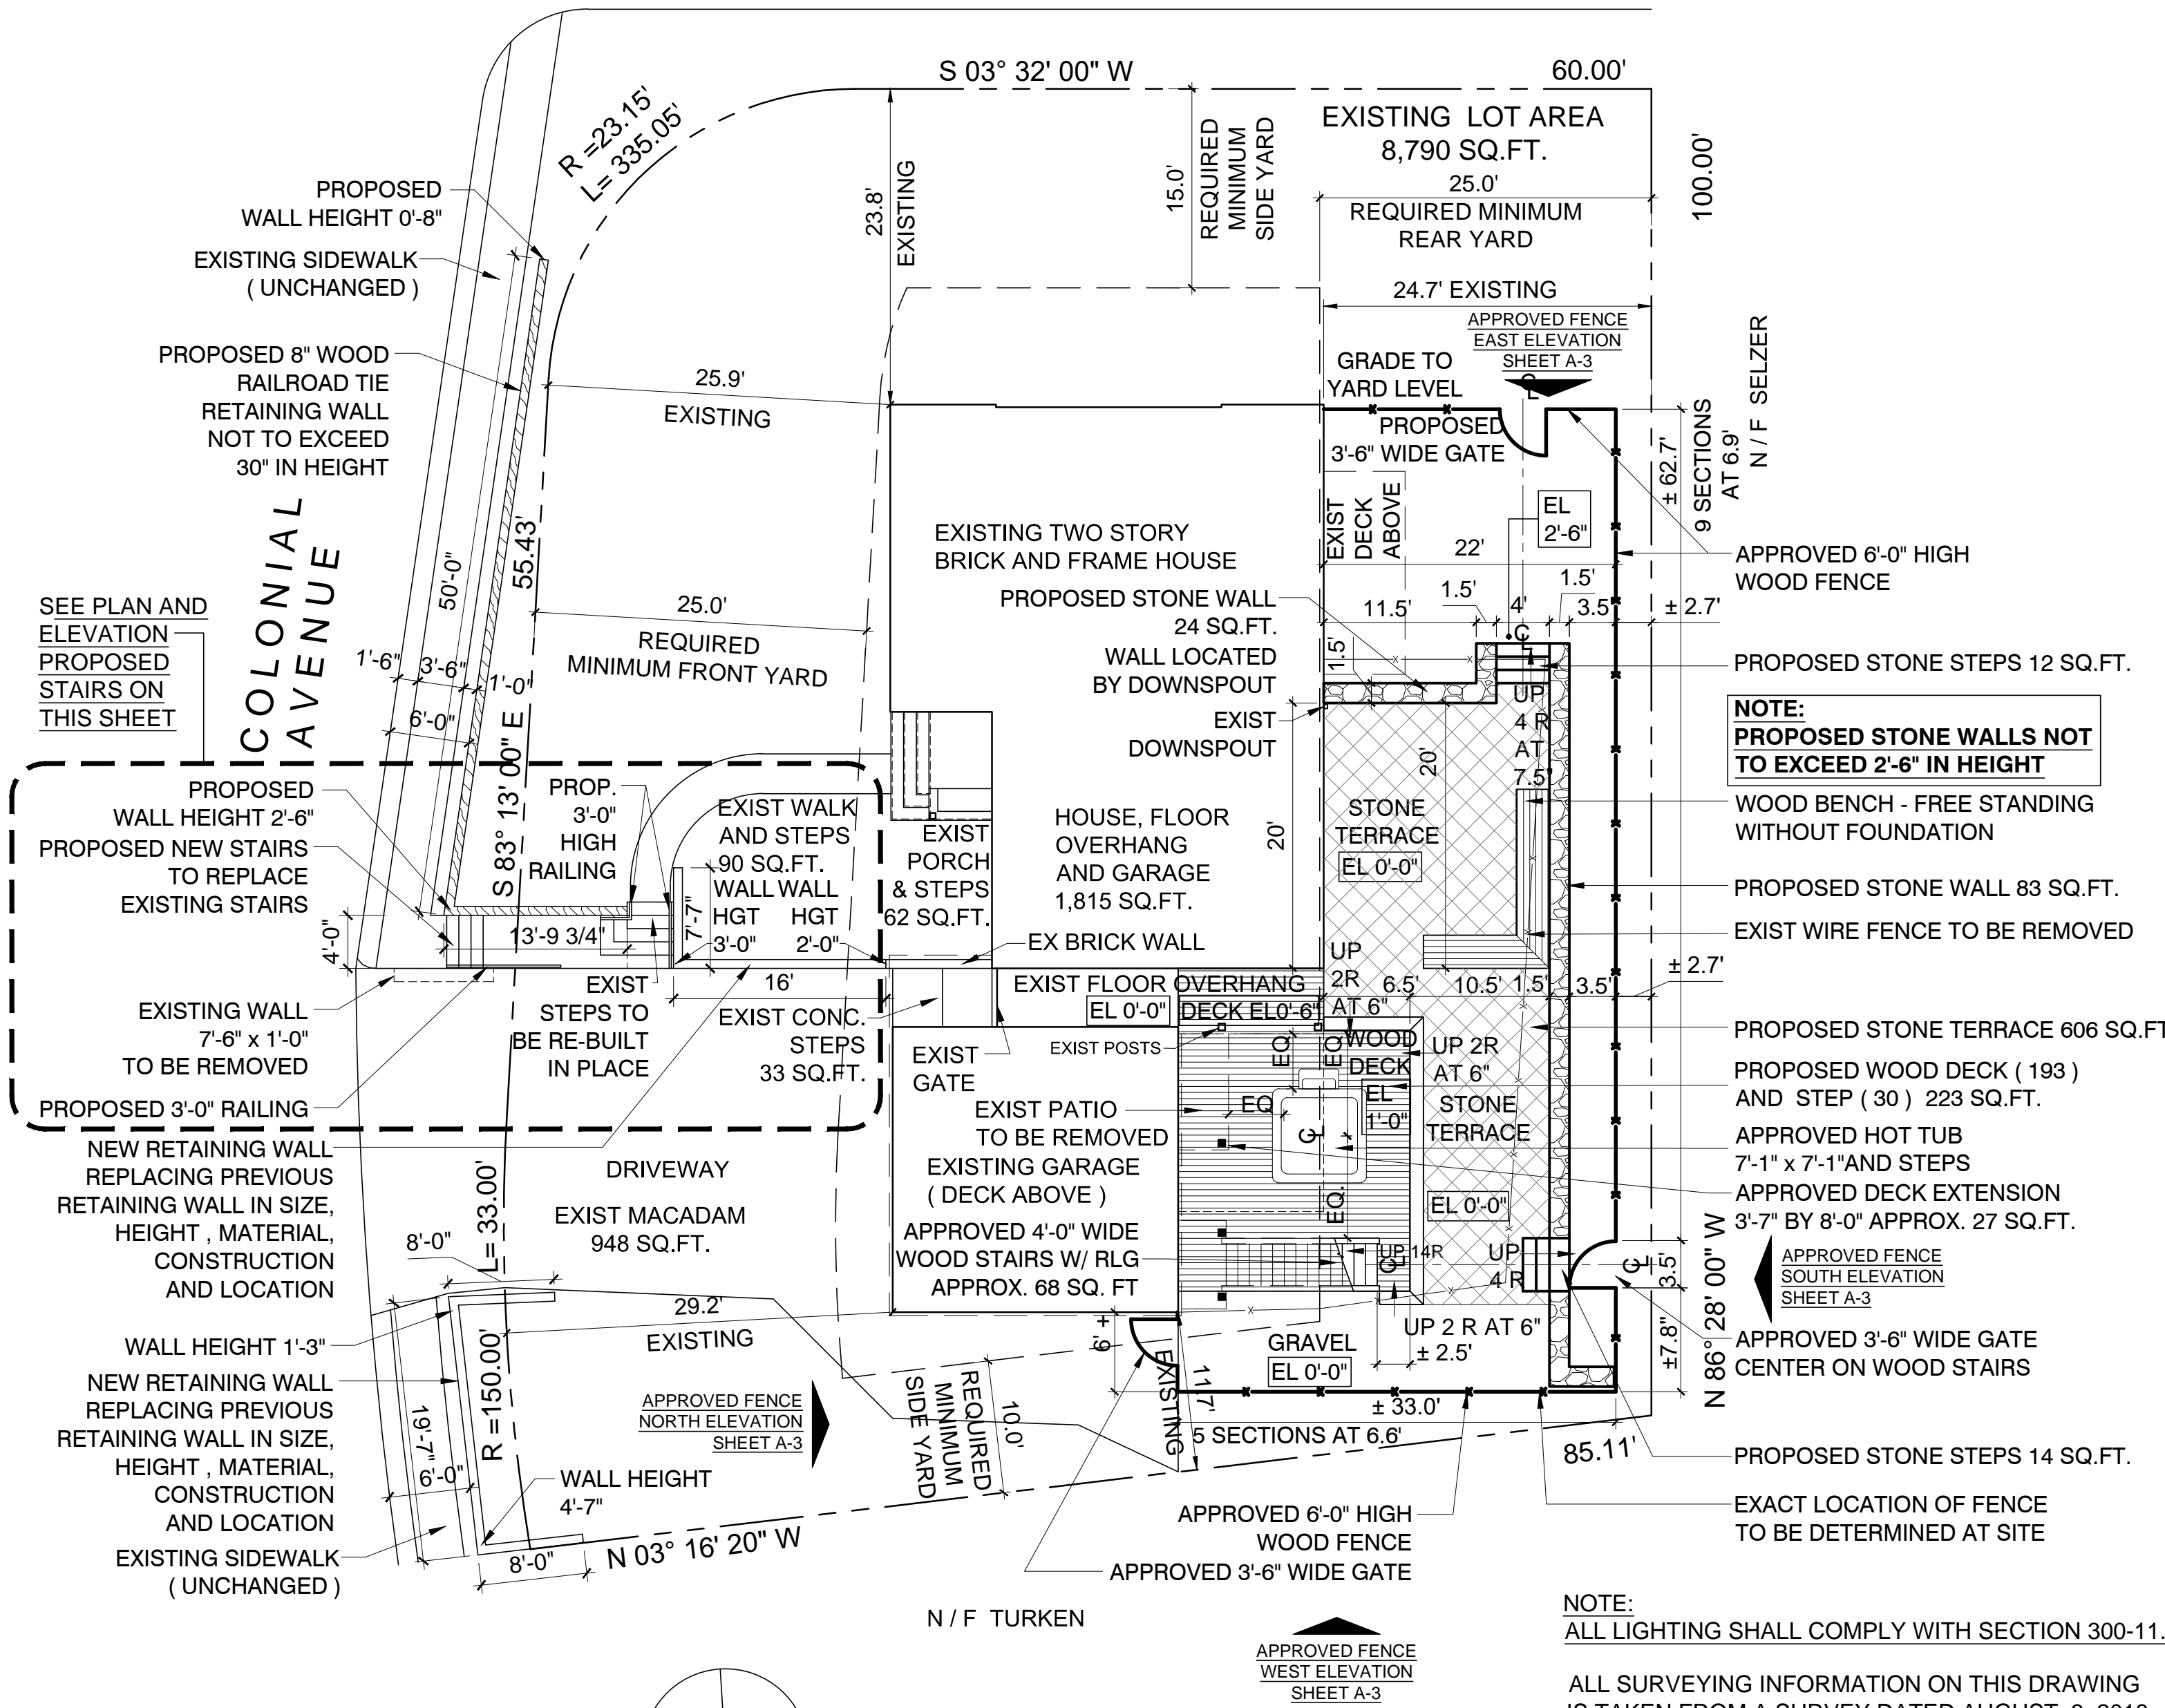 S 03° 32' 00" W
60.00'
R =23.15'
L= 335.05'
EXISTING LOT AREA
8,790 SQ.FT.
100.00'
23.8'
EXISTING
15.0'
REQUIRED
MINIMUM
SIDE YARD
25.0'
REQUIRED MINIMUM
REAR YARD
24.7' EXISTING
APPROVED FENCE
EAST ELEVATION
SHEET A-3
N / F SELZER
PROPOSED
WALL HEIGHT 0'-8"
EXISTING SIDEWALK
( UNCHANGED )
PROPOSED 8" WOOD
RAILROAD TIE
RETAINING WALL
NOT TO EXCEED
30" IN HEIGHT
COLONIAL
AVENUE
50'-0"
55.43'
S 83° 13' 00" E
25.9'
EXISTING
25.0'
REQUIRED
MINIMUM FRONT YARD
1'-6"
3'-6"
1'-0"
6'-0"
SEE PLAN AND
ELEVATION
PROPOSED
STAIRS ON
THIS SHEET
GRADE TO
YARD LEVEL
CL
PROPOSED
3'-6" WIDE GATE
± 62.7'
9 SECTIONS
AT 6.9'
EXIST
DECK
ABOVE
EL
2'-6"
22'
EXISTING TWO STORY
BRICK AND FRAME HOUSE
APPROVED 6'-0" HIGH
WOOD FENCE
PROPOSED STONE WALL
24 SQ.FT.
WALL LOCATED
BY DOWNSPOUT
EXIST
DOWNSPOUT
11.5'
1.5'
4'
1.5'
3.5'
± 2.7'
1.5'
CL
PROPOSED STONE STEPS 12 SQ.FT.
UP
4 R
AT
7.5"
NOTE:
PROPOSED STONE WALLS NOT
TO EXCEED 2'-6" IN HEIGHT
WOOD BENCH - FREE STANDING
WITHOUT FOUNDATION
PROPOSED STONE WALL 83 SQ.FT.
EXIST WIRE FENCE TO BE REMOVED
20'
20'
STONE
TERRACE
EL 0'-0"
HOUSE, FLOOR
OVERHANG
AND GARAGE
1,815 SQ.FT.
PROPOSED
WALL HEIGHT 2'-6"
PROPOSED NEW STAIRS
TO REPLACE
EXISTING STAIRS
4'-0"
PROP.
3'-0"
HIGH
RAILING
EXIST WALK
AND STEPS
90 SQ.FT.
EXIST
PORCH
& STEPS
62 SQ.FT.
WALL
HGT
3'-0"
WALL
HGT
2'-0"
7'-7"
13'-9 3/4"
EX BRICK WALL
16'
EXISTING WALL
7'-6" x 1'-0"
TO BE REMOVED
EXIST
STEPS TO
BE RE-BUILT
IN PLACE
EXIST CONC.
STEPS
33 SQ.FT.
PROPOSED 3'-0" RAILING
EXIST FLOOR OVERHANG
EL 0'-0"
DECK EL0'-6"
UP
2R
AT 6"
6.5'
10.5'
1.5'
3.5'
± 2.7'
EXIST
GATE
EXIST POSTS
EQ.
EQ.
WOOD
DECK
EL
1'-0"
UP 2R
AT 6"
STONE
TERRACE
EL 0'-0"
PROPOSED STONE TERRACE 606 SQ.FT
PROPOSED WOOD DECK ( 193 )
AND STEP ( 30 ) 223 SQ.FT.
APPROVED HOT TUB
7'-1" x 7'-1"AND STEPS
APPROVED DECK EXTENSION
3'-7" BY 8'-0" APPROX. 27 SQ.FT.
EXIST PATIO
TO BE REMOVED
EQ
CL
EQ.
EXISTING GARAGE
( DECK ABOVE )
APPROVED 4'-0" WIDE
WOOD STAIRS W/ RLG
APPROX. 68 SQ. FT
UP 14R
CL
UP
4 R
CL
3.5'
±7.8"
N 86° 28' 00" W
APPROVED FENCE
SOUTH ELEVATION
SHEET A-3
APPROVED 3'-6" WIDE GATE
CENTER ON WOOD STAIRS
NEW RETAINING WALL
REPLACING PREVIOUS
RETAINING WALL IN SIZE,
HEIGHT , MATERIAL,
CONSTRUCTION
AND LOCATION
8'-0"
L= 33.00'
R =150.00'
DRIVEWAY
EXIST MACADAM
948 SQ.FT.
29.2'
EXISTING
WALL HEIGHT 1'-3"
NEW RETAINING WALL
REPLACING PREVIOUS
RETAINING WALL IN SIZE,
HEIGHT , MATERIAL,
CONSTRUCTION
AND LOCATION
19'-7"
6'-0"
WALL HEIGHT
4'-7"
EXISTING SIDEWALK
( UNCHANGED )
8'-0"
N 03° 16' 20" W
APPROVED FENCE
NORTH ELEVATION
SHEET A-3
REQUIRED
MINIMUM
SIDE YARD
10.0'
EXISTING
11.7'
GRAVEL
EL 0'-0"
UP 2 R AT 6"
± 2.5'
± 33.0'
5 SECTIONS AT 6.6'
85.11'
PROPOSED STONE STEPS 14 SQ.FT.
EXACT LOCATION OF FENCE
TO BE DETERMINED AT SITE
APPROVED 6'-0" HIGH
WOOD FENCE
APPROVED 3'-6" WIDE GATE
N / F TURKEN
APPROVED FENCE
WEST ELEVATION
SHEET A-3
NOTE:
ALL LIGHTING SHALL COMPLY WITH SECTION 300-11.
ALL SURVEYING INFORMATION ON THIS DRAWING